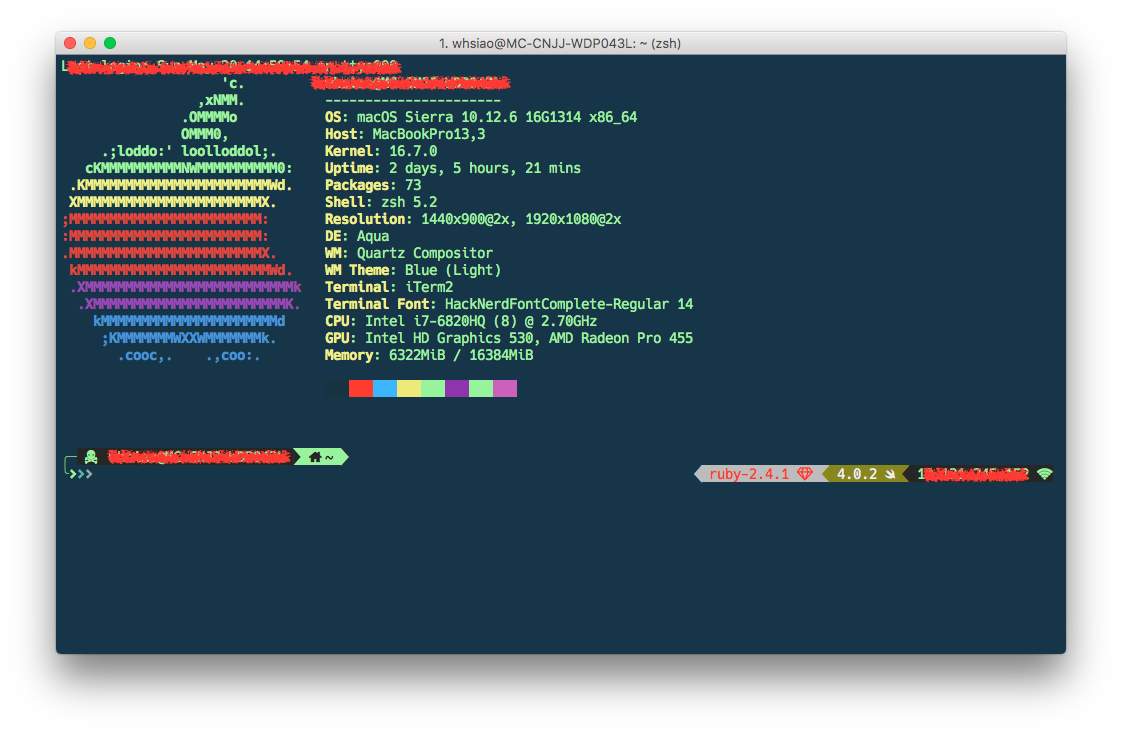 1. whsiao@MC-CNJJ-WDP043L: ~ (zsh)
'c.
,xNMM.
---------------------
.OMMMMo
OS: macOS Sierra 10.12.6 16G1314 x86_64
OMMM0,
Host: MacBookPro13,3
.;loddo:' loolloddol;.
Kernel: 16.7.0
cKMMMMMMMMMMNWMMMMMMMMMM0:
Uptime: 2 days, 5 hours, 21 mins
.KMMMMMMMMMMMMMMMMMMMMMMMWd.
Packages: 73
XMMMMMMMMMMMMMMMMMMMMMMMX.
Shell: zsh 5.2
;MMMMMMMMMMMMMMMMMMMMMMMM:
Resolution: 1440x900@2x, 1920x1080@2x
:MMMMMMMMMMMMMMMMMMMMMMMM:
DE: Aqua
.MMMMMMMMMMMMMMMMMMMMMMMMX.
WM: Quartz Compositor
kMMMMMMMMMMMMMMMMMMMMMMMMWd.
WM Theme: Blue (Light)
.XMMMMMMMMMMMMMMMMMMMMMMMMMMk
Terminal: iTerm2
.XMMMMMMMMMMMMMMMMMMMMMMMMK.
Terminal Font: HackNerdFontComplete-Regular 14
kMMMMMMMMMMMMMMMMMMMMMMd
CPU: Intel i7-6820HQ (8) @ 2.70GHz
;KMMMMMMMWXXWMMMMMMMk.
GPU: Intel HD Graphics 530, AMD Radeon Pro 455
.cooc,.    .,coo:.
Memory: 6322MiB / 16384MiB
~
ruby-2.4.1 4.0.2